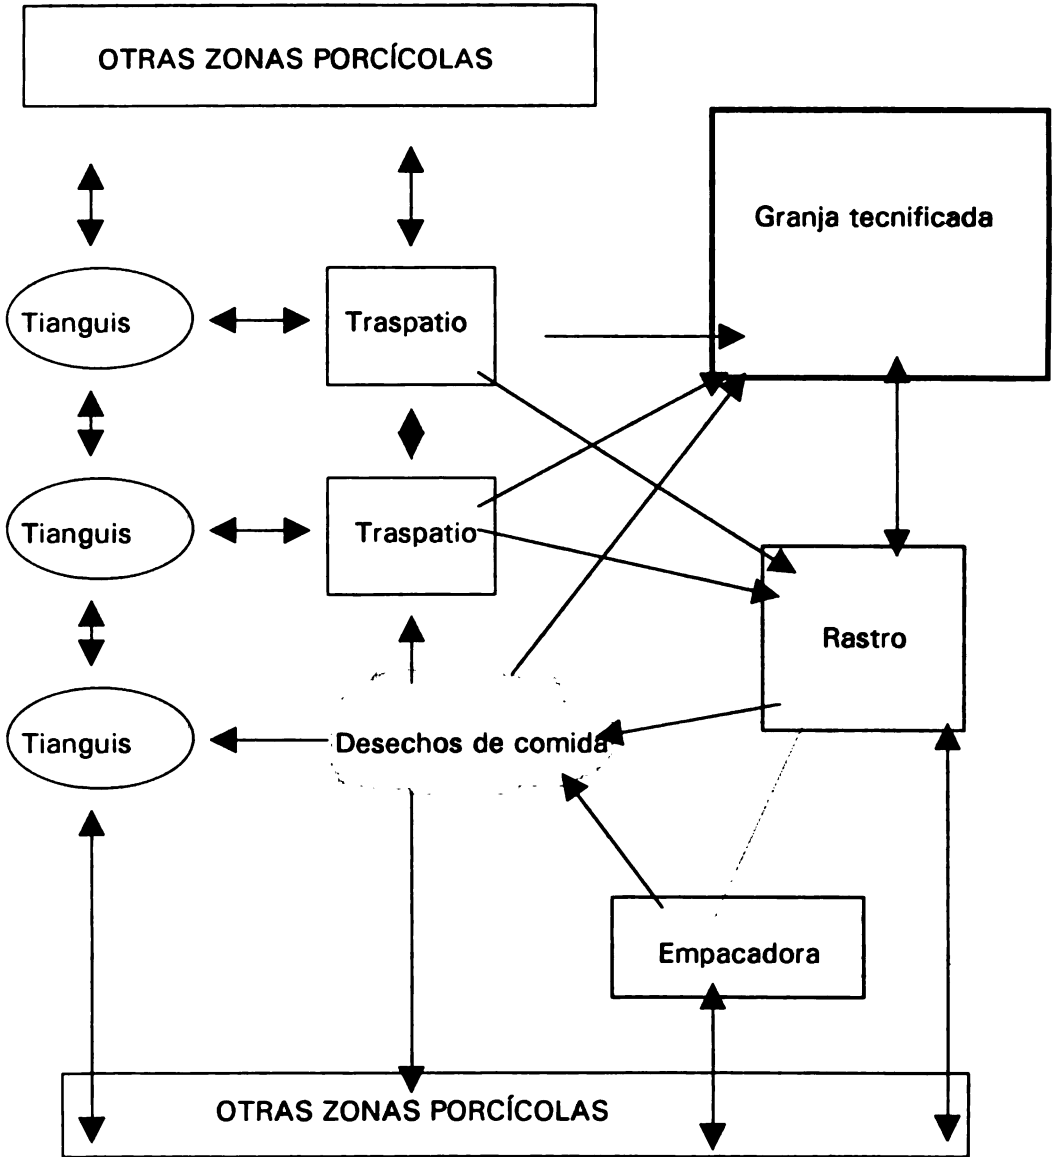 OTRAS ZONAS PORCÍCOLAS
Granja tecnificada
Tianguis
Traspatio
Tianguis
Traspatio
Rastro
Tianguis
Desechos de comida
Empacadora
OTRAS ZONAS PORCÍCOLAS